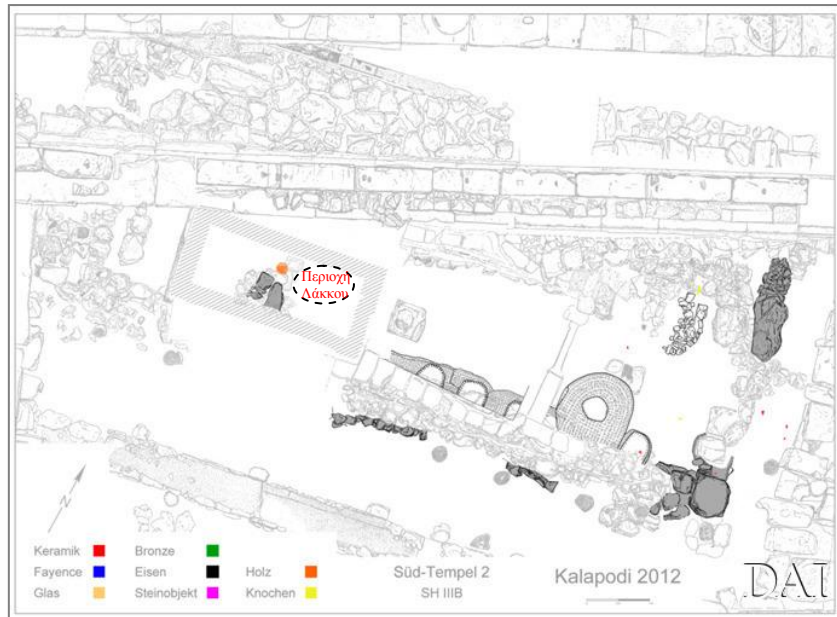 Περιοχή
Λάκκου
N
Keramik
Bronze
Fayence
Eisen
Holz
Glas
Steinobjekt
Knochen
Süd-Tempel 2
SH IIIB
Kalapodi 2012
DAI